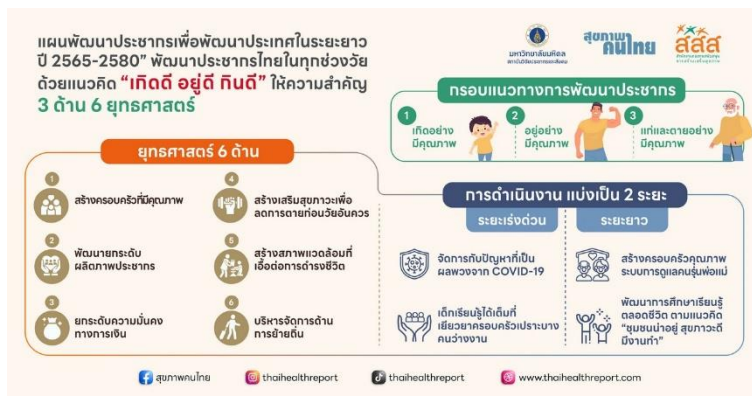 แผนพัฒนาประชากรเพื่อพัฒนาประเทศในระยะยาว
ปี 2565-2580” พัฒนาประชากรไทยในทุกช่วงวัย
ด้วยแนวคิด “เกิดดี อยู่ดี กินดี” ให้ความสำคัญ
3 ด้าน 6 ยุทธศาสตร์
มหาวิทยาลัยมหิดล
สถาบันวิจัยประชากรและสังคม
สุขภาพ
คนไทย
สสส
กรอบแนวทางการพัฒนาประชากร
1
เกิดอย่าง
มีคุณภาพ
2
อยู่อย่าง
มีคุณภาพ
3
แก่และตายอย่าง
มีคุณภาพ
ยุทธศาสตร์ 6 ด้าน
1
สร้างครอบครัวที่มีคุณภาพ
2
พัฒนายกระดับ
ผลิตภาพประชากร
3
ยกระดับความมั่นคง
ทางการเงิน
4
สร้างเสริมสุขภาวะเพื่อ
ลดการตายก่อนวัยอันควร
5
สร้างสภาพแวดล้อมที่
เอื้อต่อการดำรงชีวิต
6
บริหารจัดการด้าน
การย้ายถิ่น
การดำเนินงาน แบ่งเป็น 2 ระยะ
ระยะเร่งด่วน
จัดการกับปัญหาที่เป็น
ผลพวงจาก COVID-19
เด็กเรียนรู้ได้เต็มที่
เยียวยาครอบครัวเปราะบาง
คนว่างงาน
ระยะยาว
สร้างครอบครัวคุณภาพ
ระบบการดูแลคนรุ่นพ่อแม่
พัฒนาการศึกษาเรียนรู้
ตลอดชีวิต ตามแนวคิด
“ชุมชนน่าอยู่ สุขภาวะดี
มีงานทำ”
สุขภาพคนไทย
thaihealthreport
thaihealthreport
www.thaihealthreport.com